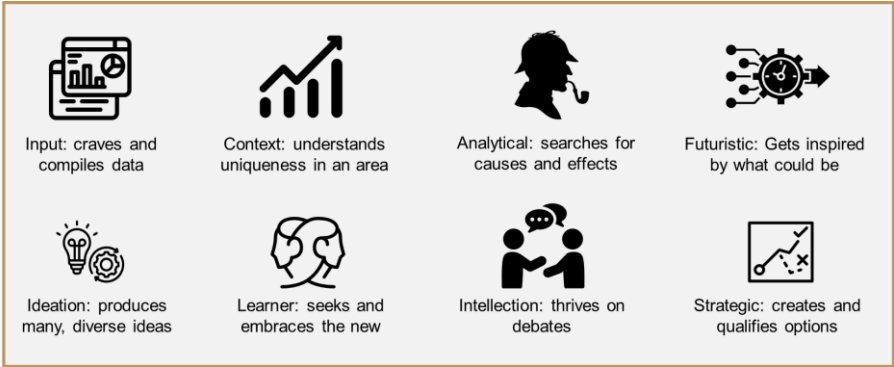 Input: craves and
compiles data
Context: understands
uniqueness in an area
Analytical: searches for
causes and effects
Futuristic: Gets inspired
by what could be
Ideation: produces
many, diverse ideas
Learner: seeks and
embraces the new
Intellection: thrives on
debates
Strategic: creates and
qualifies options